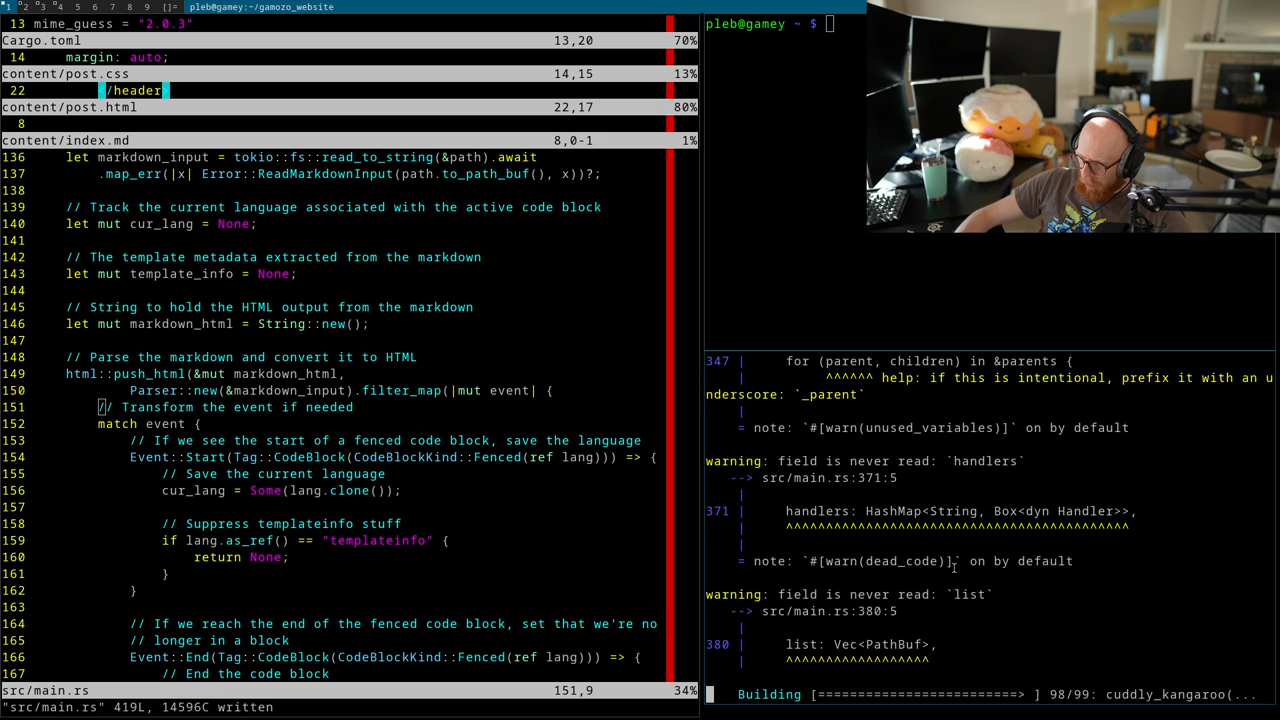 1 2 3 4 5 6 7 8 9 []= pleb@gamey:~/gamozo_website
13 mime_guess = "2.0.3"
Cargo.toml 13,20 70%
14 margin: auto;
content/post.css 14,15 13%
22 </header>
content/post.html 22,17 80%
8
content/index.md 8,0-1 1%
136 let markdown_input = tokio::fs::read_to_string(&path).await
137 .map_err(|x| Error::ReadMarkdownInput(path.to_path_buf(), x))?;
138
139 // Track the current language associated with the active code block
140 let mut cur_lang = None;
141
142 // The template metadata extracted from the markdown
143 let mut template_info = None;
144
145 // String to hold the HTML output from the markdown
146 let mut markdown_html = String::new();
147
148 // Parse the markdown and convert it to HTML
149 html::push_html(&mut markdown_html,
150 Parser::new(&markdown_input).filter_map(|mut event| {
151 // Transform the event if needed
152 match event {
153 // If we see the start of a fenced code block, save the language
154 Event::Start(Tag::CodeBlock(CodeBlockKind::Fenced(ref lang))) => {
155 // Save the current language
156 cur_lang = Some(lang.clone());
157
158 // Suppress templateinfo stuff
159 if lang.as_ref() == "templateinfo" {
160 return None;
161 }
162 }
163
164 // If we reach the end of the fenced code block, set that we're no
165 // longer in a block
166 Event::End(Tag::CodeBlock(CodeBlockKind::Fenced(ref lang))) => {
167 // End the code block
src/main.rs 151,9 34%
"src/main.rs" 419L, 14596C written
pleb@gamey ~ $
347 | for (parent, children) in &parents {
| ^^^^^^ help: if this is intentional, prefix it with an u
nderscore: `_parent`
|
= note: `#[warn(unused_variables)]` on by default
warning: field is never read: `handlers`
--> src/main.rs:371:5
|
371 | handlers: HashMap<String, Box<dyn Handler>>,
| ^^^^^^^^^^^^^^^^^^^^^^^^^^^^^^^^^^^^^^^^^^^
|
= note: `#[warn(dead_code)]` on by default
warning: field is never read: `list`
--> src/main.rs:380:5
|
380 | list: Vec<PathBuf>,
| ^^^^^^^^^^^^^^^^^^
Building [=========================> ] 98/99: cuddly_kangaroo(...